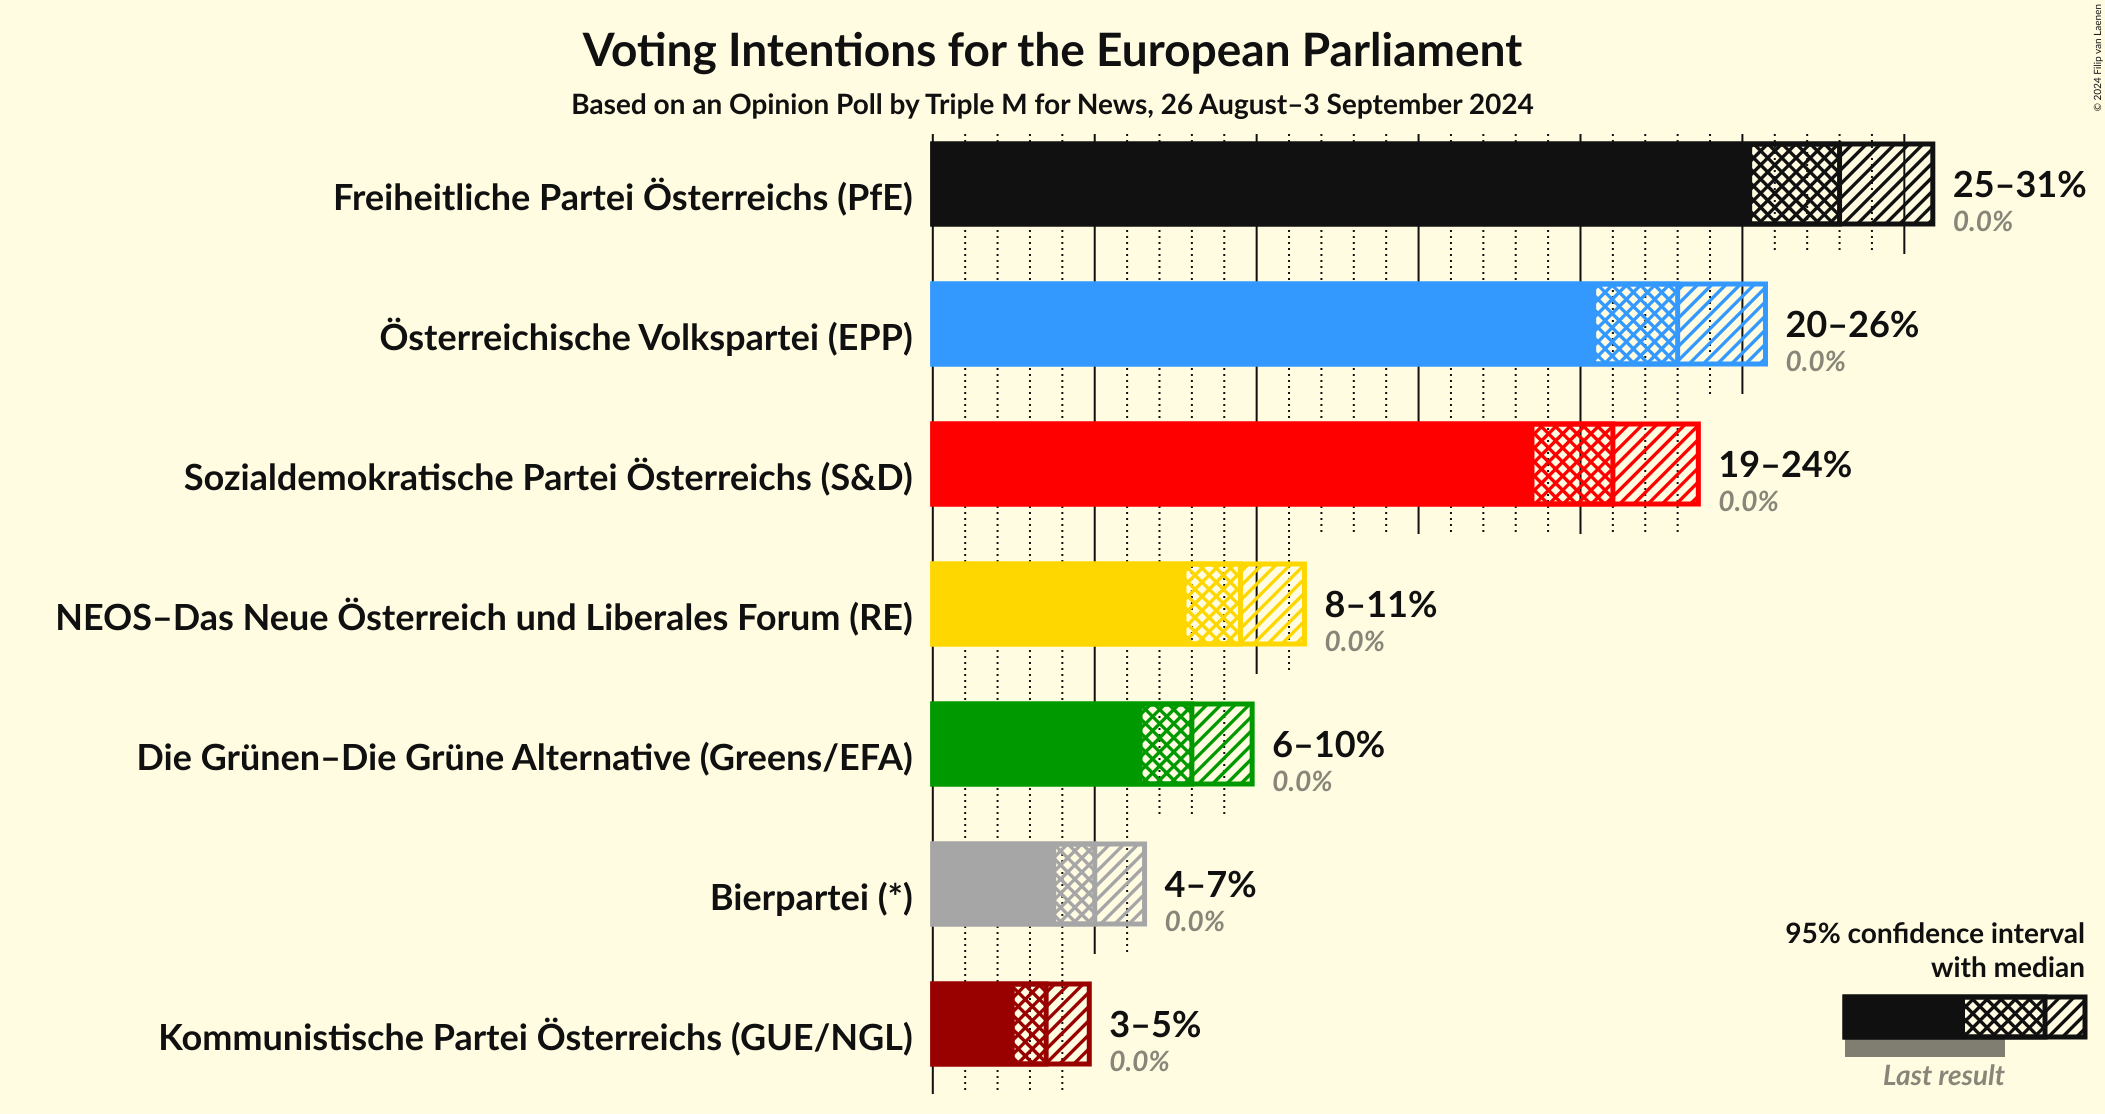 Voting Intentions for the European Parliament
Based on an Opinion Poll by Triple M for News, 26 August–3 September 2024
© 2024 Filip van Laenen
Freiheitliche Partei Österreichs (PfE)
25–31%
0.0%
Österreichische Volkspartei (EPP)
20–26%
0.0%
Sozialdemokratische Partei Österreichs (S&D)
19–24%
0.0%
NEOS–Das Neue Österreich und Liberales Forum (RE)
8–11%
0.0%
Die Grünen–Die Grüne Alternative (Greens/EFA)
6–10%
0.0%
Bierpartei (*)
4–7%
0.0%
Kommunistische Partei Österreichs (GUE/NGL)
3–5%
0.0%
95% confidence interval
with median
Last result